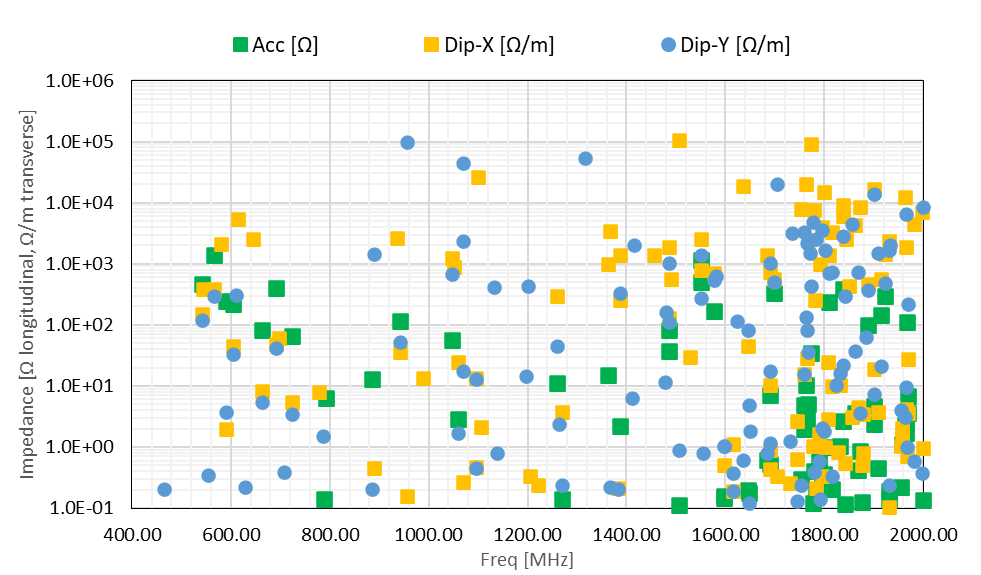 Acc [Ω] Dip-X [Ω/m] Dip-Y [Ω/m]
1.0E+06
1.0E+05
1.0E+04
1.0E+03
1.0E+02
1.0E+01
1.0E+00
1.0E-01
Impedance [Ω longitudinal, Ω/m transverse]
400.00 600.00 800.00 1000.00 1200.00 1400.00 1600.00 1800.00 2000.00
Freq [MHz]